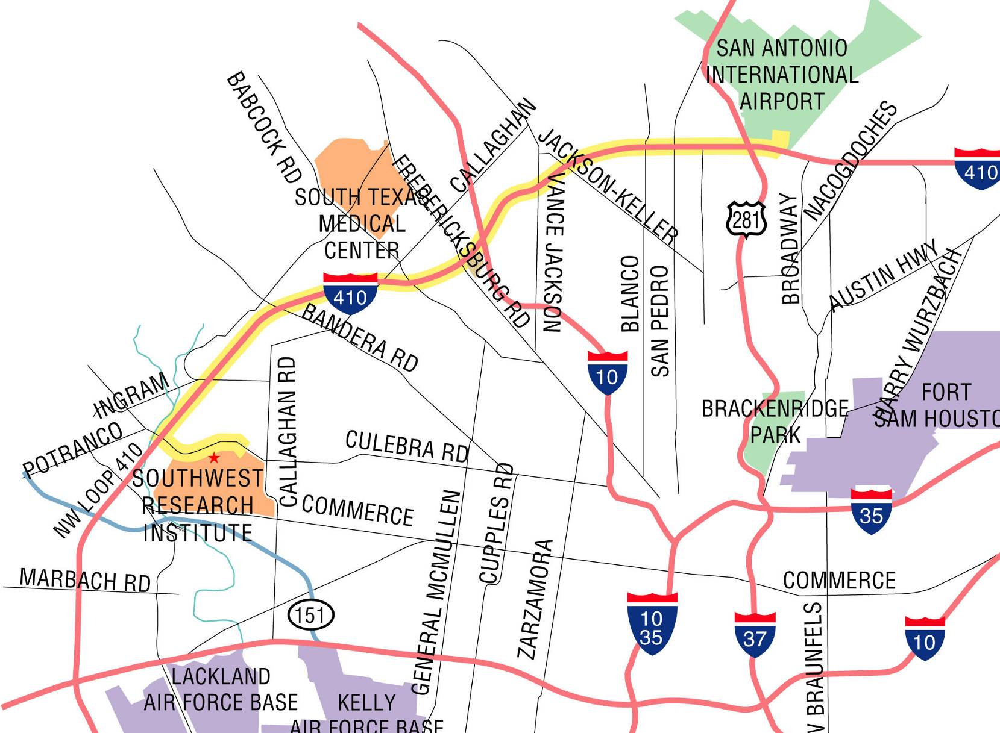 SAN ANTONIO
INTERNATIONAL
AIRPORT
BABCOCK RD
CALLAGHAN
JACKSON-KELLER
NACOGDOCHES
FREDERICKSBURG RD
410
SOUTH TEXAS
MEDICAL
CENTER
VANCE JACKSON
281
BROADWAY
AUSTIN HWY
HARRY WURZBACH
BLANCO
SAN PEDRO
410
BANDERA RD
10
INGRAM
CALLAGHAN RD
FORT
SAM HOUSTO
BRACKENRIDGE
PARK
POTRANCO
CULEBRA RD
NW LOOP 410
SOUTHWEST
RESEARCH
INSTITUTE
COMMERCE
GENERAL MCMULLEN
CUPPLES RD
ZARZAMORA
35
MARBACH RD
COMMERCE
151
10
35
37
10
W BRAUNFELS
LACKLAND
AIR FORCE BASE
KELLY
AIR FORCE BASE